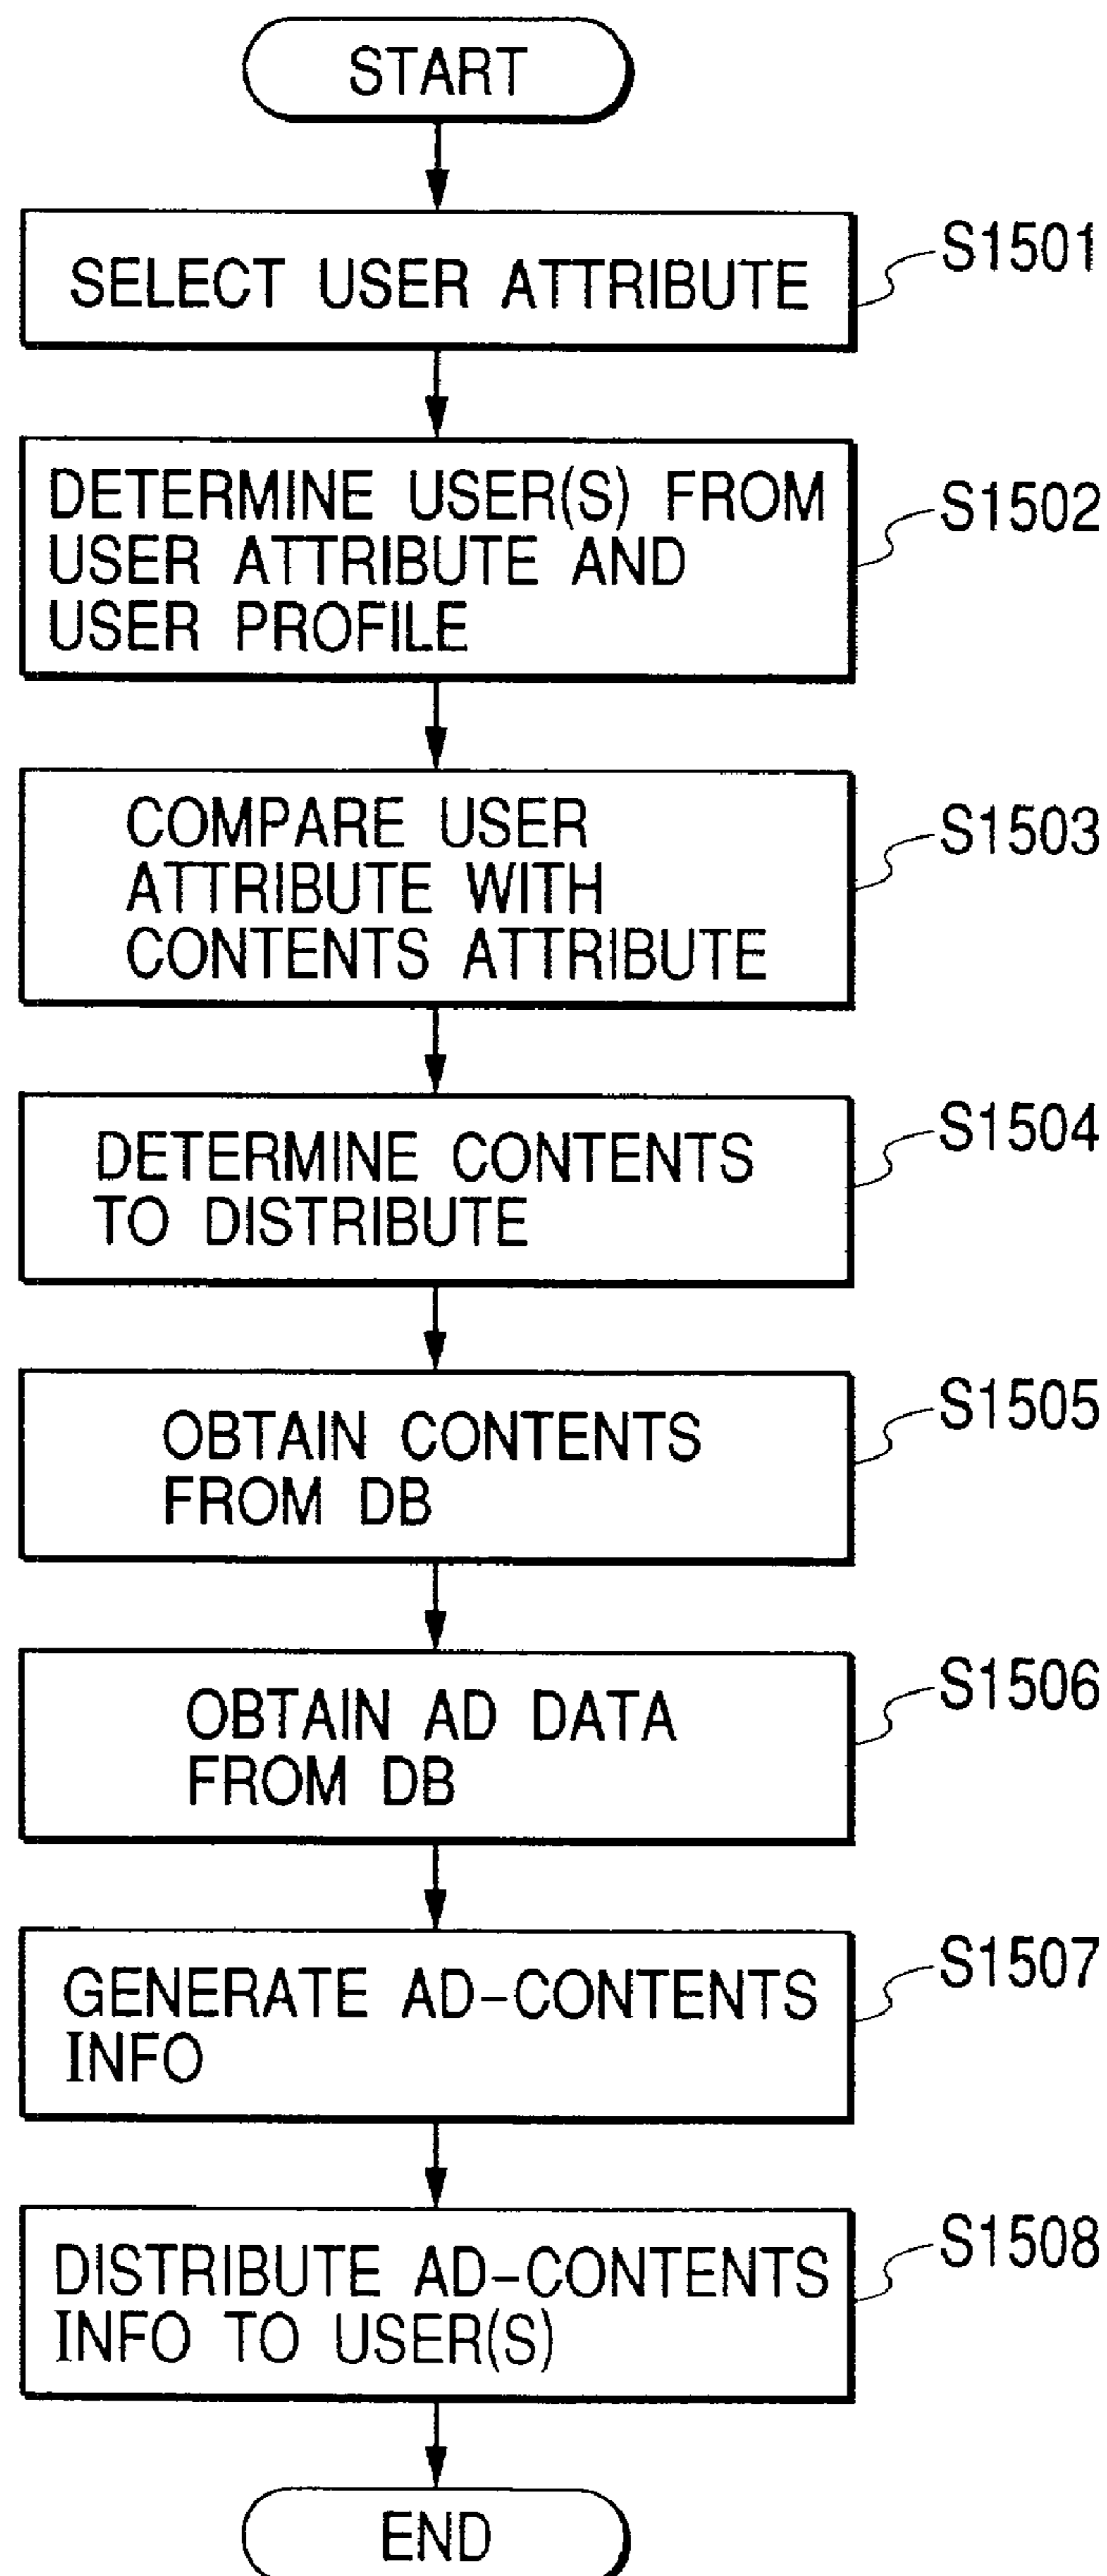 START
SELECT USER ATTRIBUTE
S1501
DETERMINE USER(S) FROM
USER ATTRIBUTE AND
USER PROFILE
S1502
COMPARE USER
ATTRIBUTE WITH
CONTENTS ATTRIBUTE
S1503
DETERMINE CONTENTS
TO DISTRIBUTE
S1504
OBTAIN CONTENTS
FROM DB
S1505
OBTAIN AD DATA
FROM DB
S1506
GENERATE AD-CONTENTS
INFO
S1507
DISTRIBUTE AD-CONTENTS
INFO TO USER(S)
S1508
END